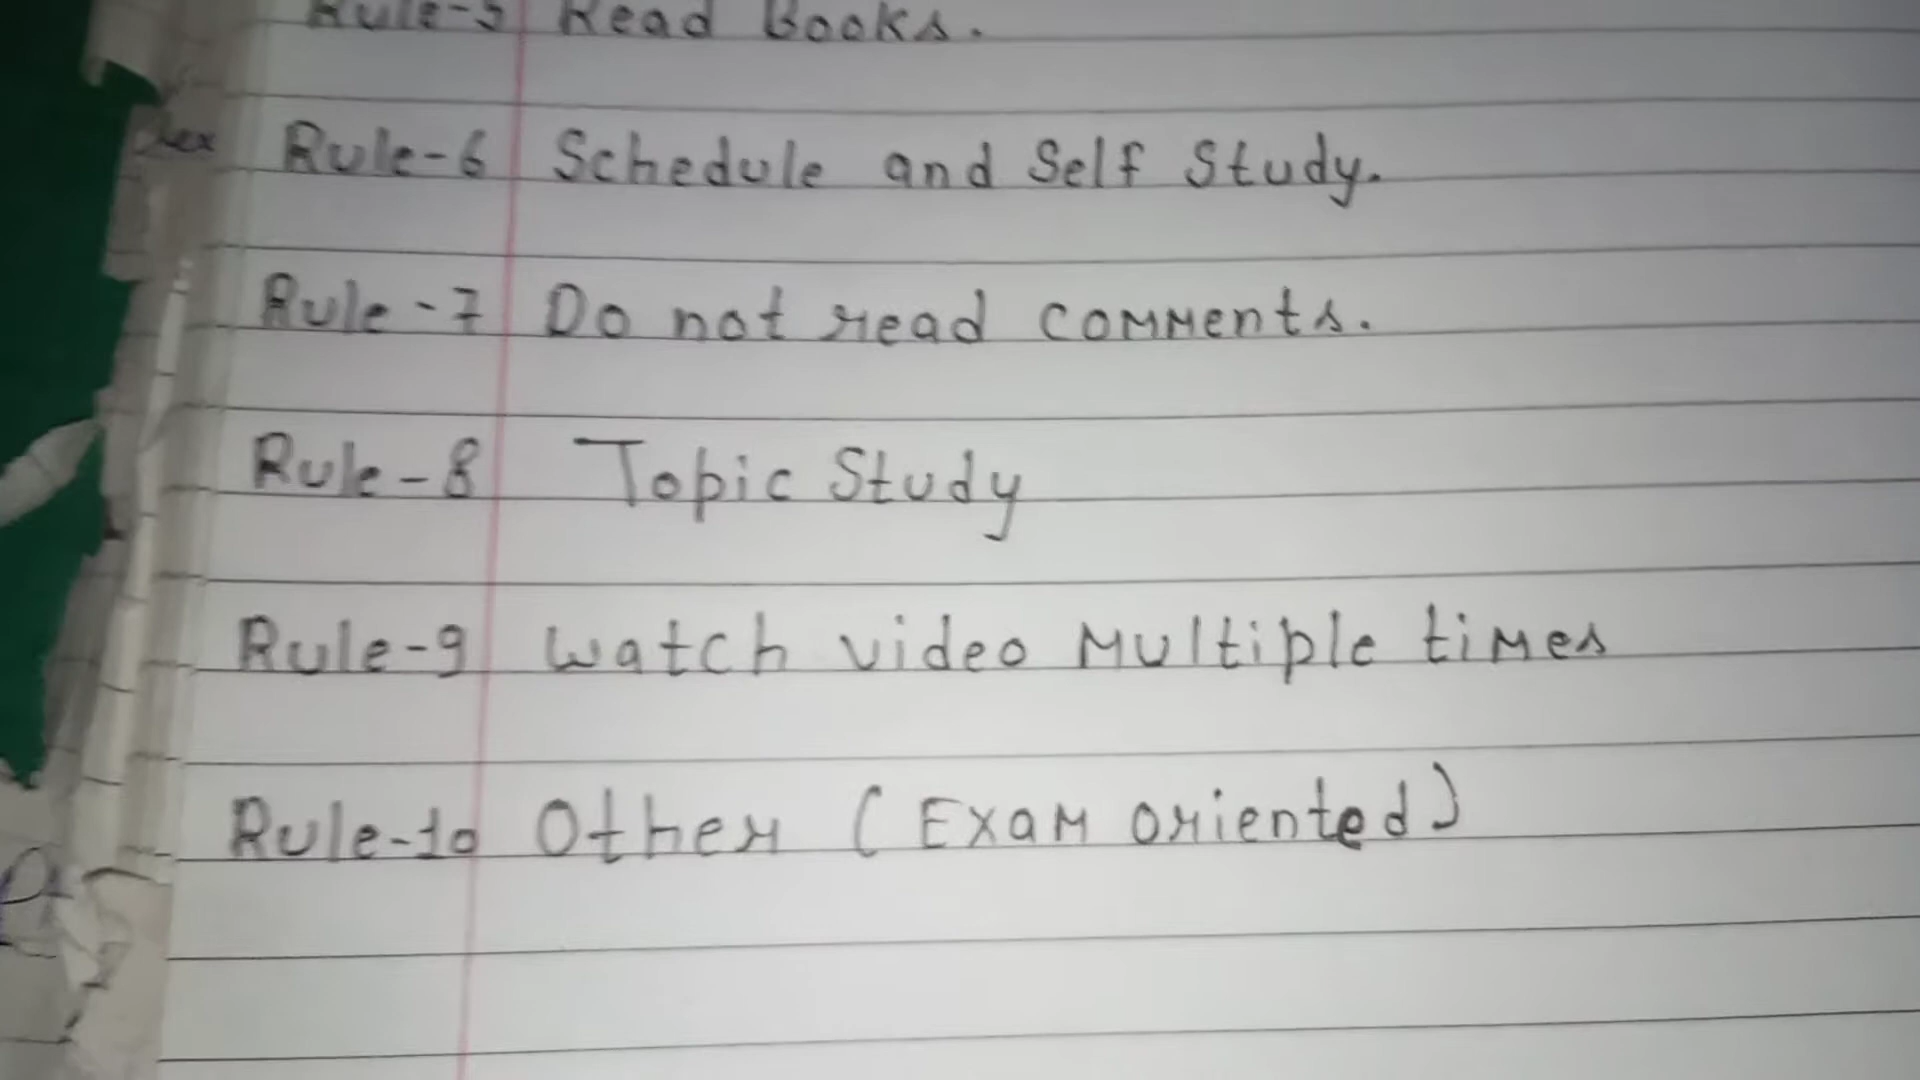 Rule-5 Read Books.
Rule-6 Schedule and Self Study.
Rule-7 Do not read comments.
Rule-8 Topic Study
Rule-9 Watch video Multiple times
Rule-10 Other (Exam oriented)